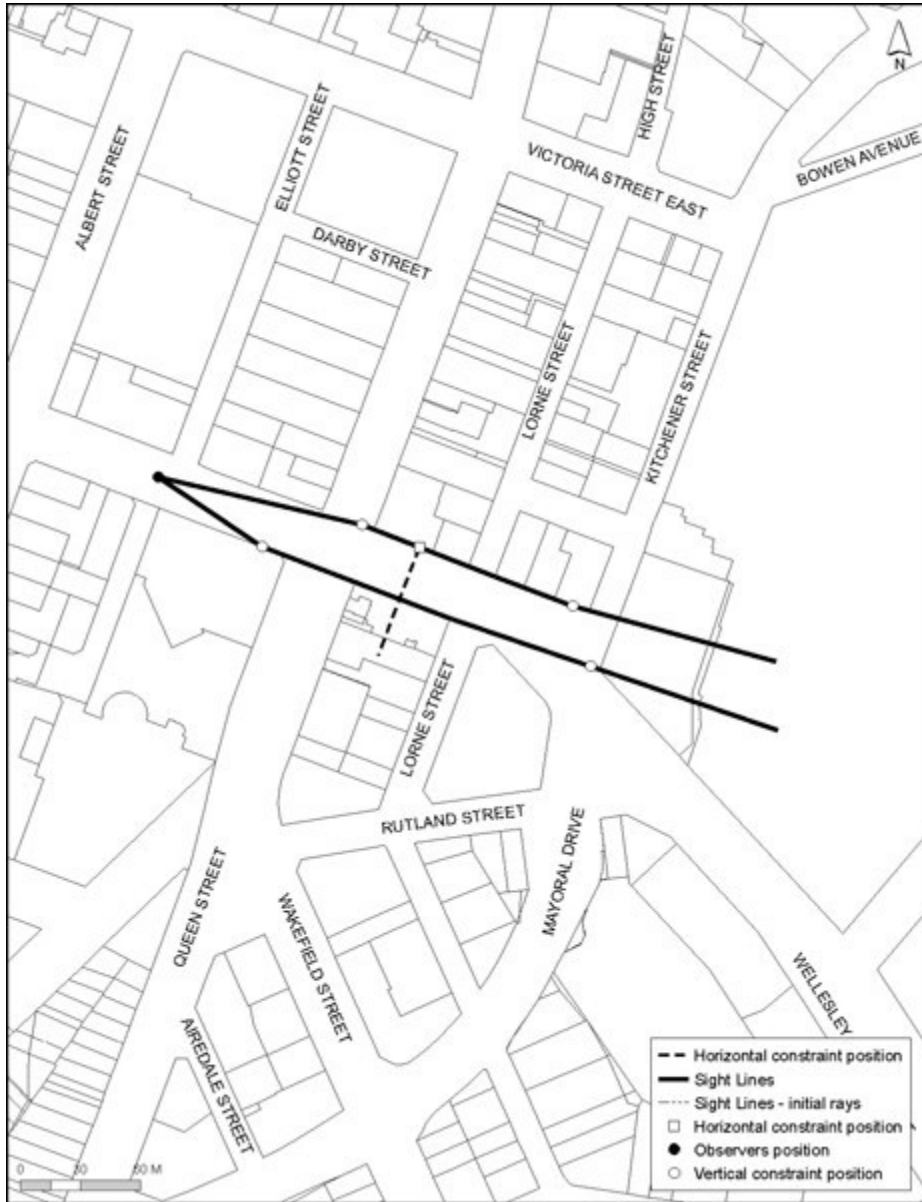 N
HIGH STREET
BOWEN AVENUE
VICTORIA STREET EAST
ELLIOTT STREET
ALBERT STREET
DARBY STREET
LORNE STREET
KITCHENER STREET
LORNE STREET
RUTLAND STREET
MAYORAL DRIVE
QUEEN STREET
WAKEFIELD STREET
WELLESLEY
AIREDALE STREET
Horizontal constraint position
Sight Lines
Sight Lines - initial rays
Horizontal constraint position
Observers position
Vertical constraint position
0 30 60 M